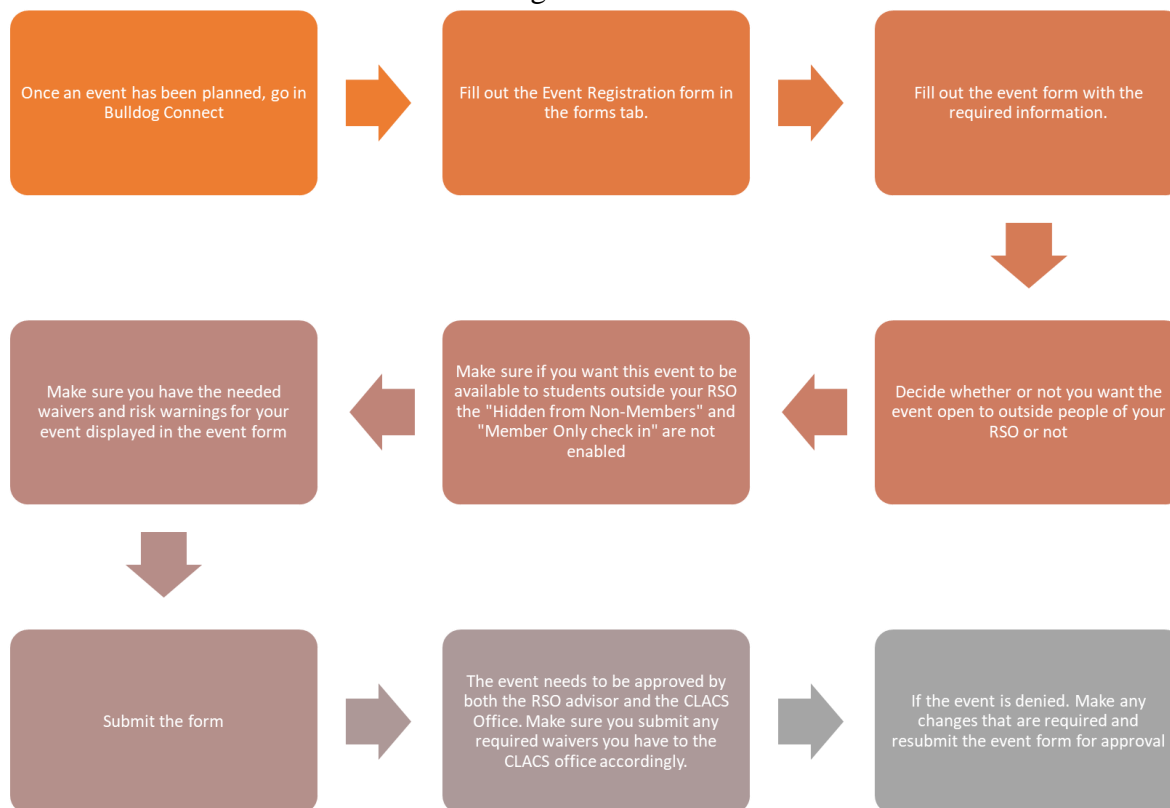 Once an event has been planned, go in
Bulldog Connect
Fill out the Event Registration form in
the forms tab.
Fill out the event form with the
required information.
Decide whether or not you want the
event open to outside people of your
RSO or not
Make sure if you want this event to be
available to students outside your RSO
the "Hidden from Non-Members" and
"Member Only check in" are not
enabled
Make sure you have the needed
waivers and risk warnings for your
event displayed in the event form
Submit the form
The event needs to be approved by
both the RSO advisor and the CLACS
Office. Make sure you submit any
required waivers you have to the
CLACS office accordingly.
If the event is denied. Make any
changes that are required and
resubmit the event form for approval